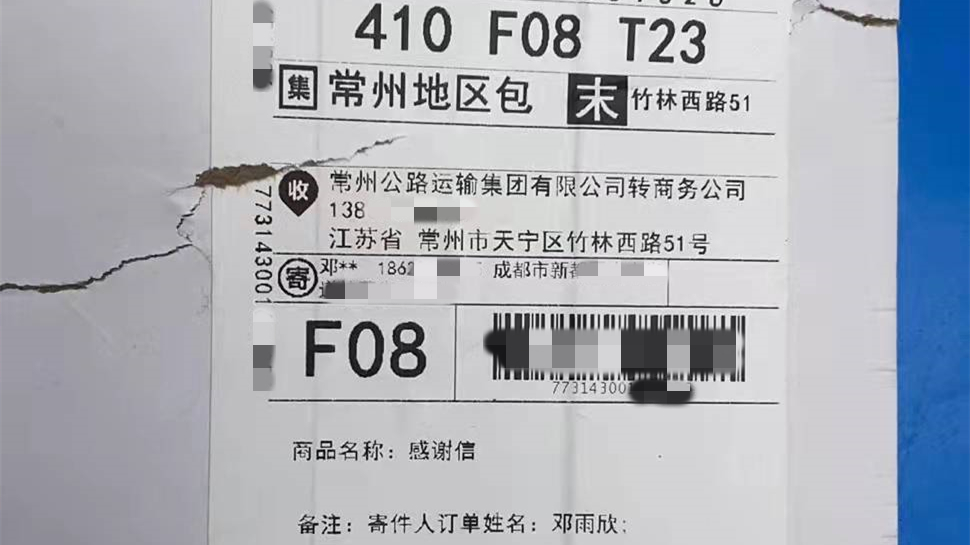 410 F08 T23
集 常州地区包 末 竹林西路51
收 常州公路运输集团有限公司转商务公司
138
江苏省 常州市天宁区竹林西路51号
773143001
寄 邓** 1862 成都市新
F08
77314300
商品名称：感谢信
备注：寄件人订单姓名：邓雨欣;